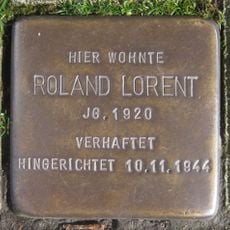 HIER WOHNTE
ROLAND LORENT
JG. 1920
VERHAFTET
HINGERICHTET 10.11.1944